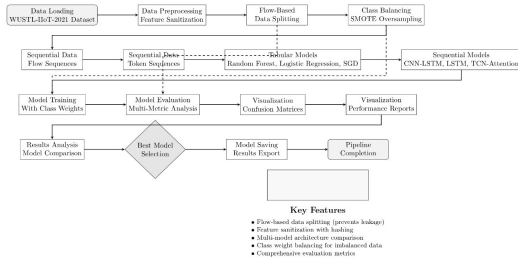 Data Loading
WUSTL-IIoT-2021 Dataset
Data Preprocessing
Feature Sanitization
Flow-Based
Data Splitting
Class Balancing
SMOTE Oversampling
Sequential Data
Flow Sequences
Sequential Data
Token Sequences
Tabular Models
Random Forest, Logistic Regression, SGD
Sequential Models
CNN-LSTM, LSTM, TCN-Attention
Model Training
With Class Weights
Model Evaluation
Multi-Metric Analysis
Visualization
Confusion Matrices
Visualization
Performance Reports
Results Analysis
Model Comparison
Best Model
Selection
Model Saving
Results Export
Pipeline
Completion
Key Features
• Flow-based data splitting (prevents leakage)
• Feature sanitization with hashing
• Multi-model architecture comparison
• Class weight balancing for imbalanced data
• Comprehensive evaluation metrics